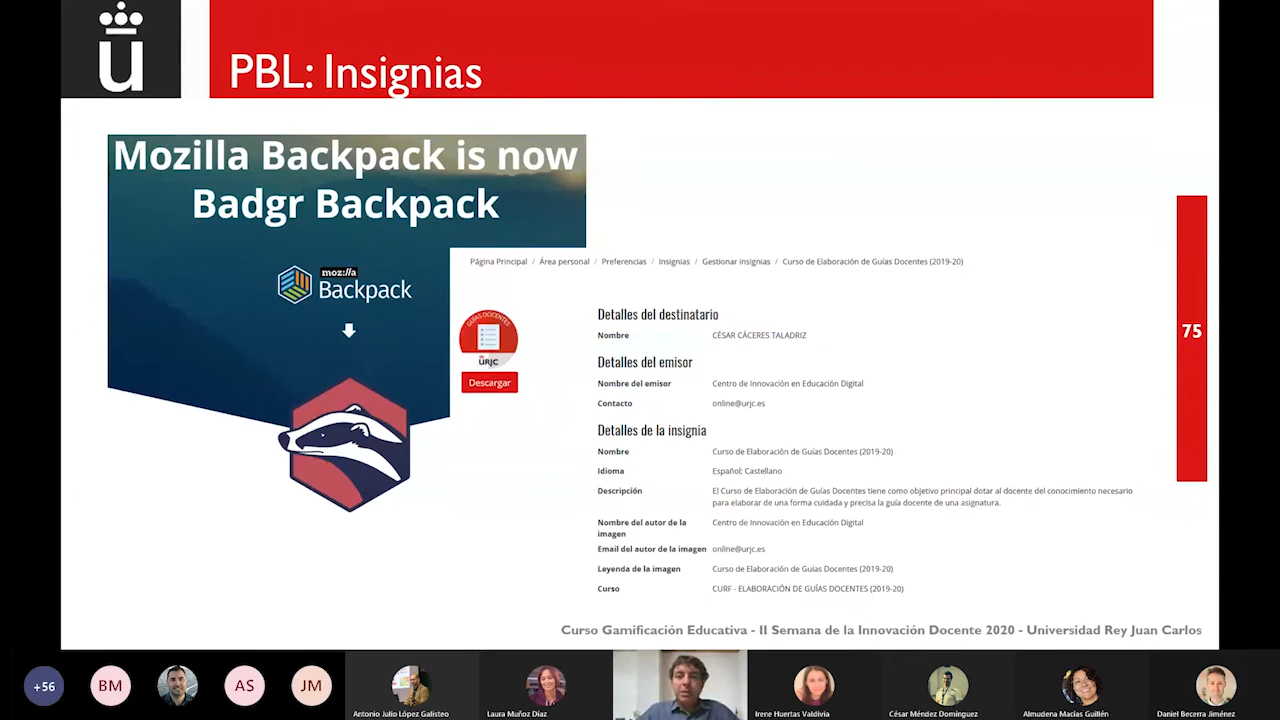 PBL: Insignias
Mozilla Backpack is now
Badgr Backpack
moz://a
Backpack
Página Principal / Área personal / Preferencias / Insignias / Gestionar insignias / Curso de Elaboración de Guías Docentes (2019-20)
GUÍAS DOCENTES
URJC
Descargar
Detalles del destinatario
Nombre CÉSAR CÁCERES TALADRIZ
Detalles del emisor
Nombre del emisor Centro de Innovación en Educación Digital
Contacto online@urjc.es
Detalles de la insignia
Nombre Curso de Elaboración de Guías Docentes (2019-20)
Idioma Español; Castellano
Descripción El Curso de Elaboración de Guías Docentes tiene como objetivo principal dotar al docente del conocimiento necesario
para elaborar de una forma cuidada y precisa la guía docente de una asignatura.
Nombre del autor de la
imagen
Centro de Innovación en Educación Digital
Email del autor de la imagen online@urjc.es
Leyenda de la imagen Curso de Elaboración de Guías Docentes (2019-20)
Curso CURF - ELABORACIÓN DE GUÍAS DOCENTES (2019-20)
75
Curso Gamificación Educativa - II Semana de la Innovación Docente 2020 - Universidad Rey Juan Carlos
+56
BM
AS
JM
Antonio Julio López Galisteo
Laura Muñoz Díaz
Irene Huertas Valdivia
César Méndez Domínguez
Almudena Macías Guillén
Daniel Becerra Jiménez